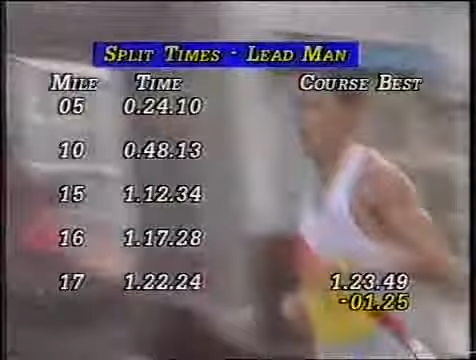 SPLIT TIMES - LEAD MAN
MILE TIME COURSE BEST
05 0.24.10
10 0.48.13
15 1.12.34
16 1.17.28
17 1.22.24 1.23.49
-01.25